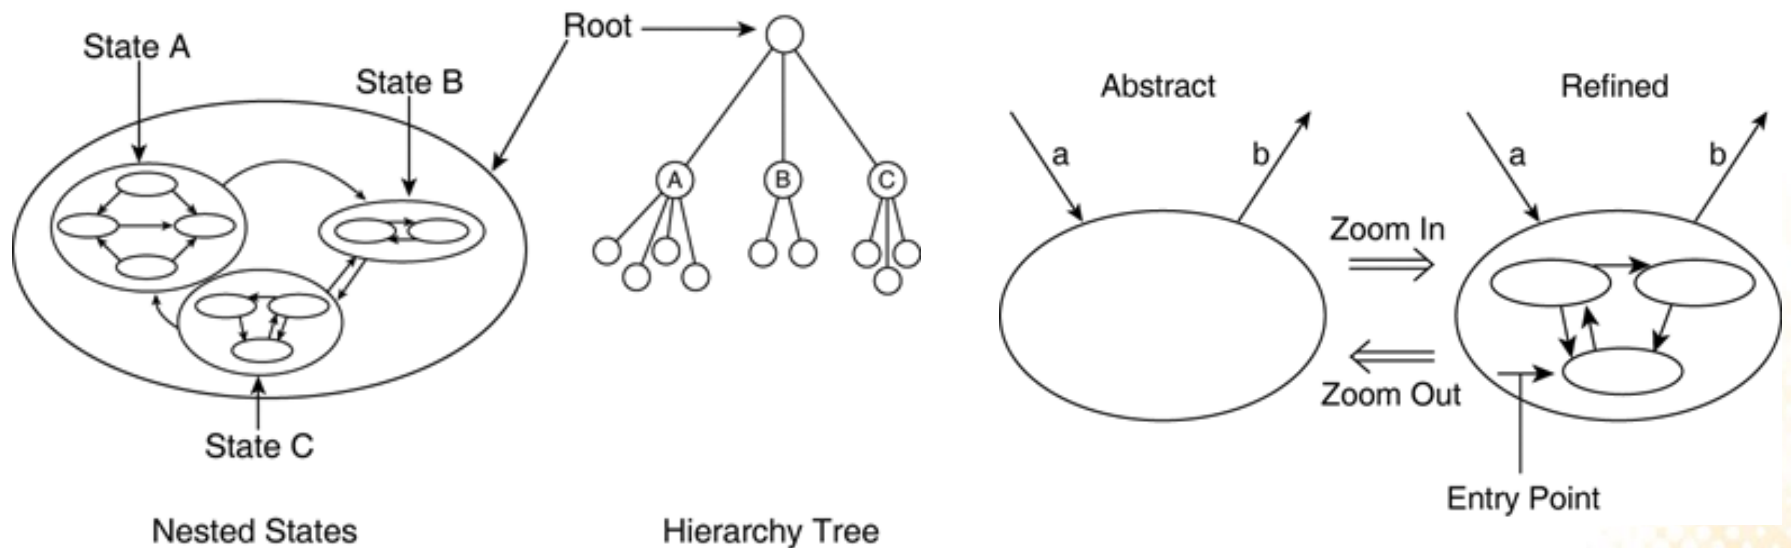 Root
State A
State B
A
B
C
State C
Nested States
Hierarchy Tree
Abstract
Refined
a
b
a
b
Zoom In
Zoom Out
Entry Point